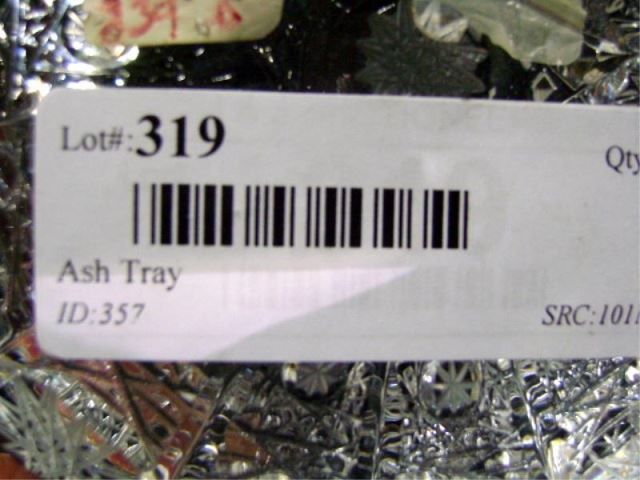 Lot#:319
Qty
Ash Tray
ID:357
SRC:101